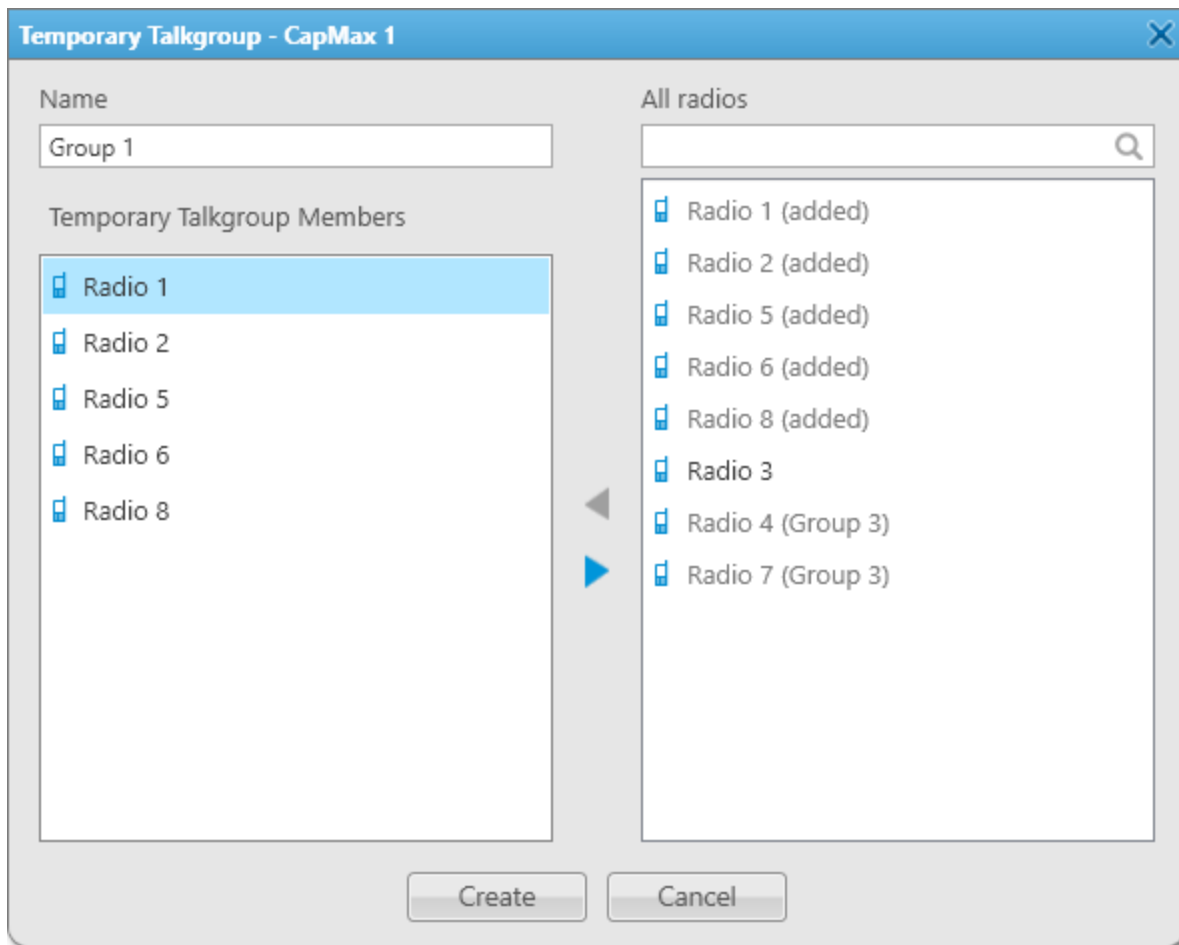 Temporary Talkgroup - CapMax 1
Name
Group 1
Temporary Talkgroup Members
Radio 1
Radio 2
Radio 5
Radio 6
Radio 8
All radios
Radio 1 (added)
Radio 2 (added)
Radio 5 (added)
Radio 6 (added)
Radio 8 (added)
Radio 3
Radio 4 (Group 3)
Radio 7 (Group 3)
Create
Cancel